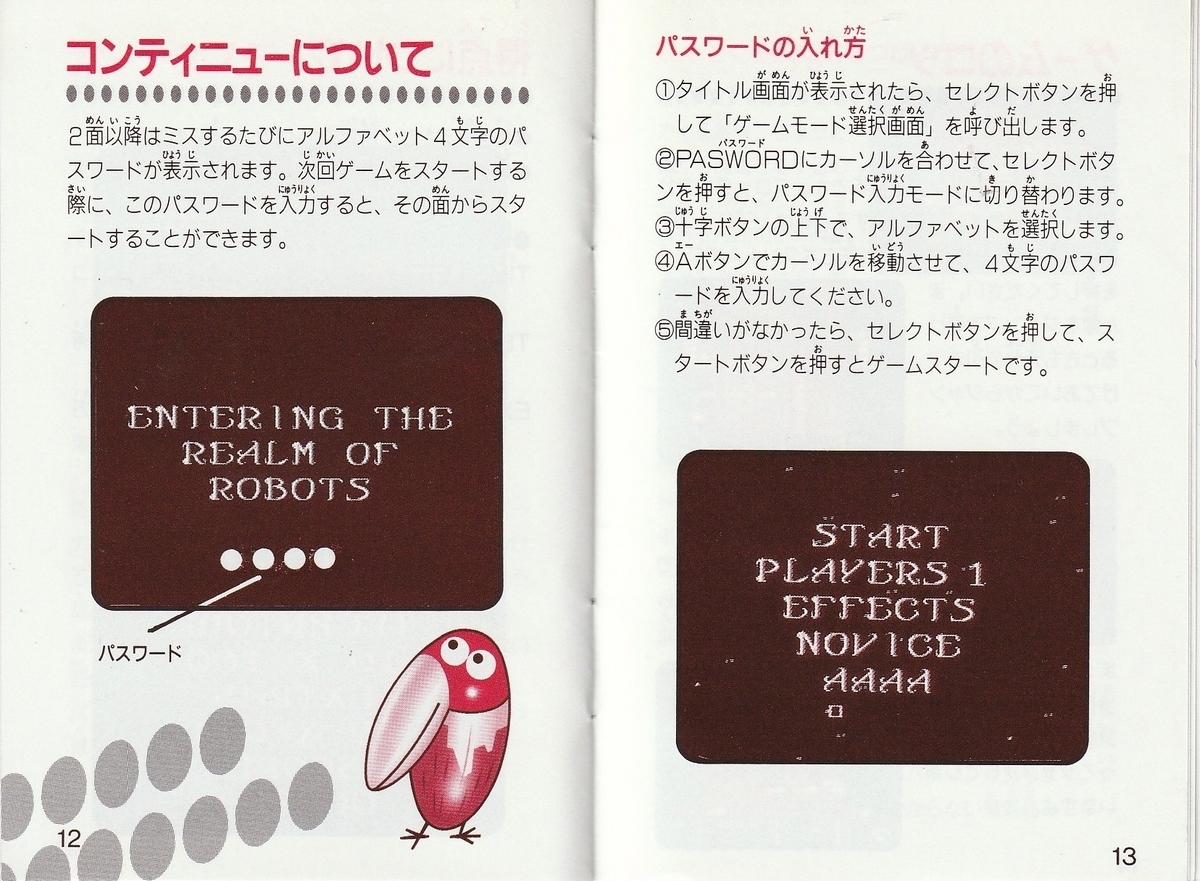 コンティニューについて
2面以降はミスするたびにアルファベット4文字のパ
スワードが表示されます。次回ゲームをスタートする
際に、このパスワードを入力すると、その面からスタ
ートすることができます。
ENTERING THE
REALM OF
ROBOTS
パスワード
12
パスワードの入れ方
①タイトル画面が表示されたら、セレクトボタンを押
して「ゲームモード選択画面」を呼び出します。
②PASWORDにカーソルを合わせて、セレクトボタ
ンを押すと、パスワード入力モードに切り替わります。
③十字ボタンの上下で、アルファベットを選択します。
④Aボタンでカーソルを移動させて、4文字のパスワ
ードを入力してください。
⑤間違いがなかったら、セレクトボタンを押して、ス
タートボタンを押すとゲームスタートです。
START
PLAYERS 1
EFFECTS
NOVICE
AAAA
13